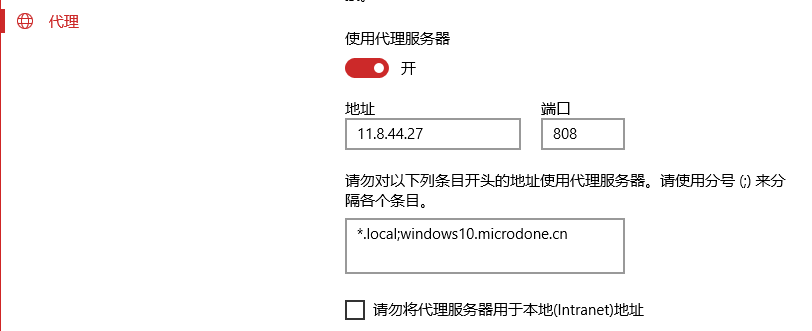 代理
使用代理服务器
开
地址 端口
11.8.44.27 808
请勿对以下列条目开头的地址使用代理服务器。请使用分号 (;) 来分
隔各个条目。
*.local;windows10.microdone.cn
请勿将代理服务器用于本地(Intranet)地址